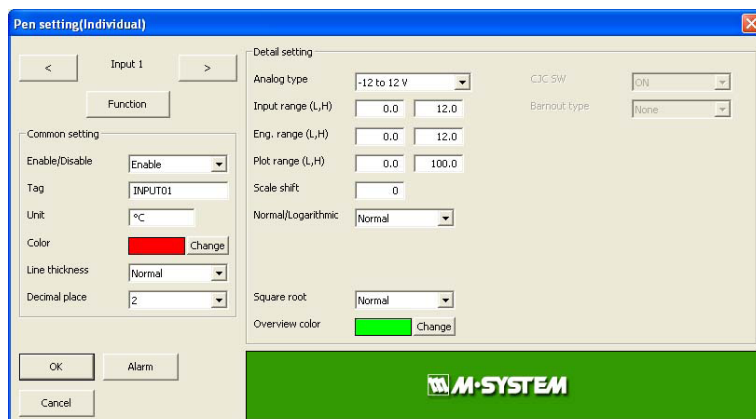 Pen setting(Individual)
< Input 1 >
Function
Common setting
Enable/Disable Enable
Tag INPUT01
Unit °C
Color Change
Line thickness Normal
Decimal place 2
OK Alarm
Cancel
Detail setting
Analog type -12 to 12 V
Input range (L,H) 0.0 12.0
Eng. range (L,H) 0.0 12.0
Plot range (L,H) 0.0 100.0
Scale shift 0
Normal/Logarithmic Normal
Square root Normal
Overview color Change
CJC SW ON
Barnout type None
M-SYSTEM